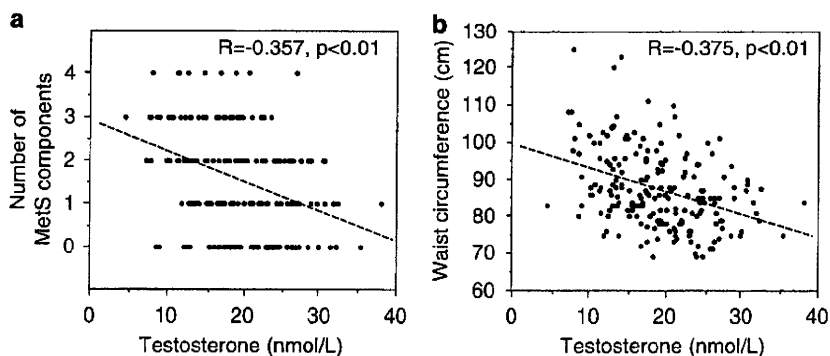 a
R=-0.357, p<0.01
Number of
MetS components
4
3
2
1
0
0
10
20
30
40
Testosterone (nmol/L)
b
R=-0.375, p<0.01
Waist circumference (cm)
130
120
110
100
90
80
70
60
0
10
20
30
40
Testosterone (nmol/L)